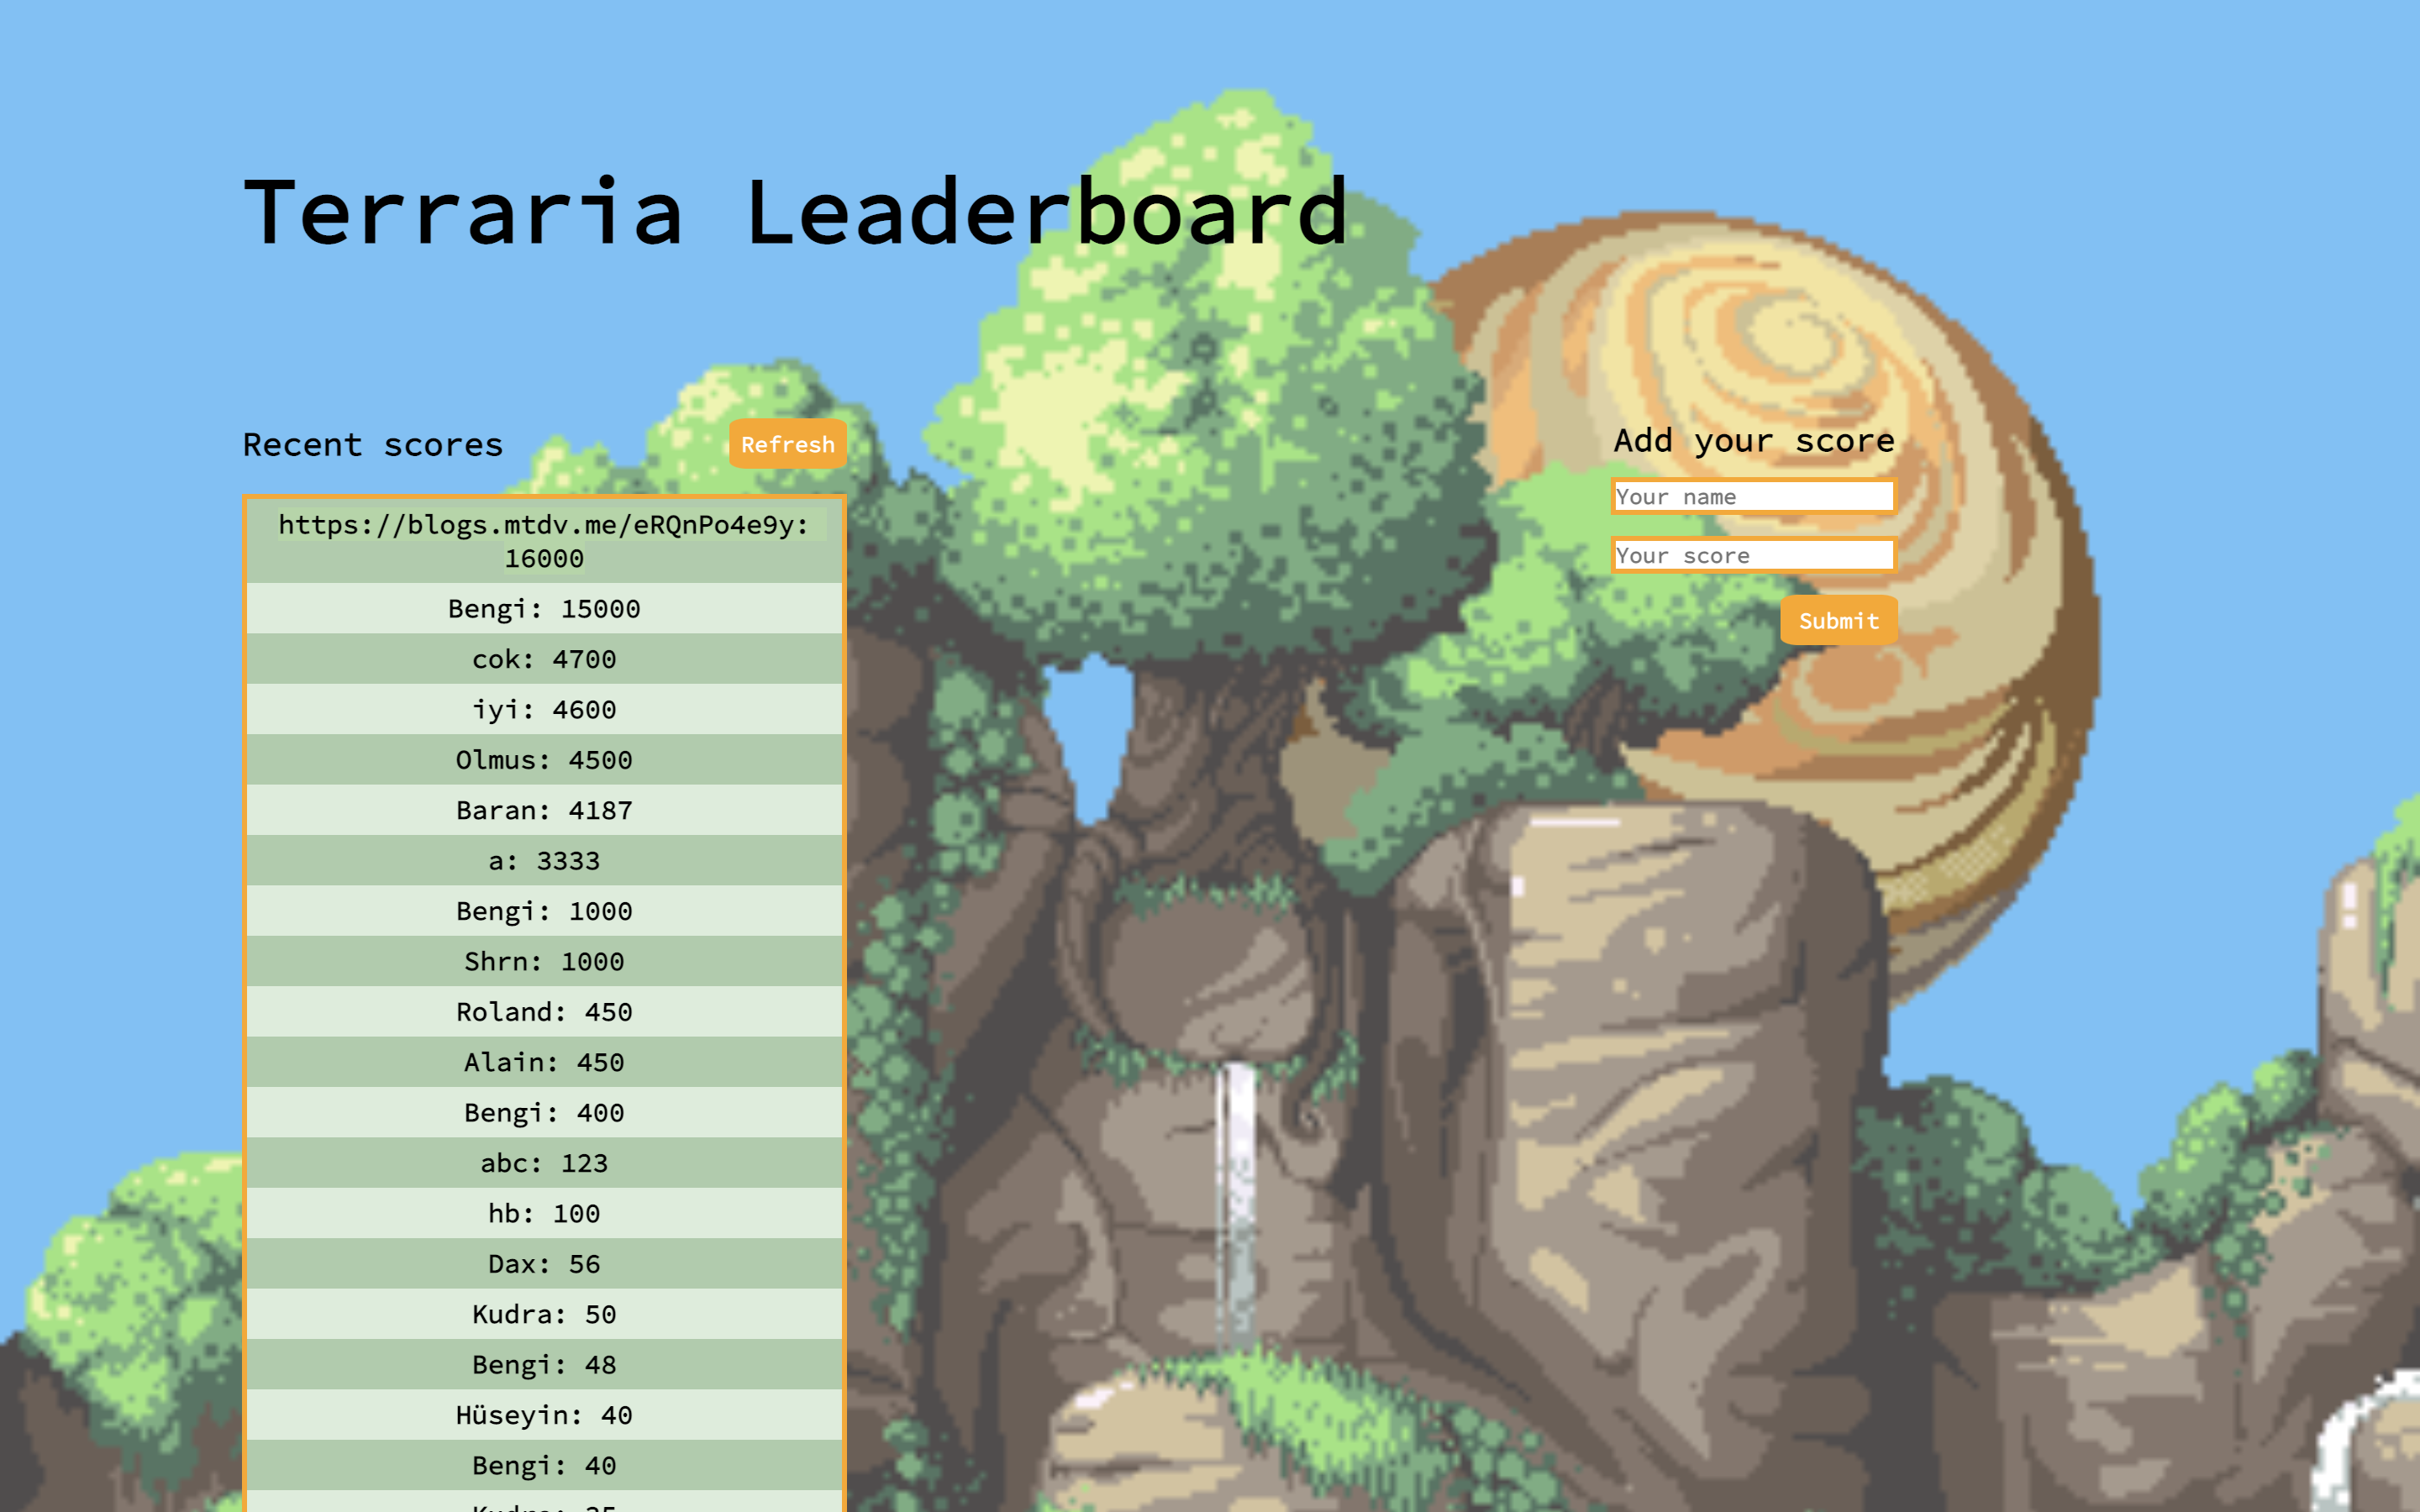 Terraria Leaderboard
Recent scores
Refresh
https://blogs.mtdv.me/eRQnPo4e9y:
16000
Bengi: 15000
cok: 4700
iyi: 4600
Olmus: 4500
Baran: 4187
a: 3333
Bengi: 1000
Shrn: 1000
Roland: 450
Alain: 450
Bengi: 400
abc: 123
hb: 100
Dax: 56
Kudra: 50
Bengi: 48
Hüseyin: 40
Bengi: 40
Add your score
Your name
Your score
Submit